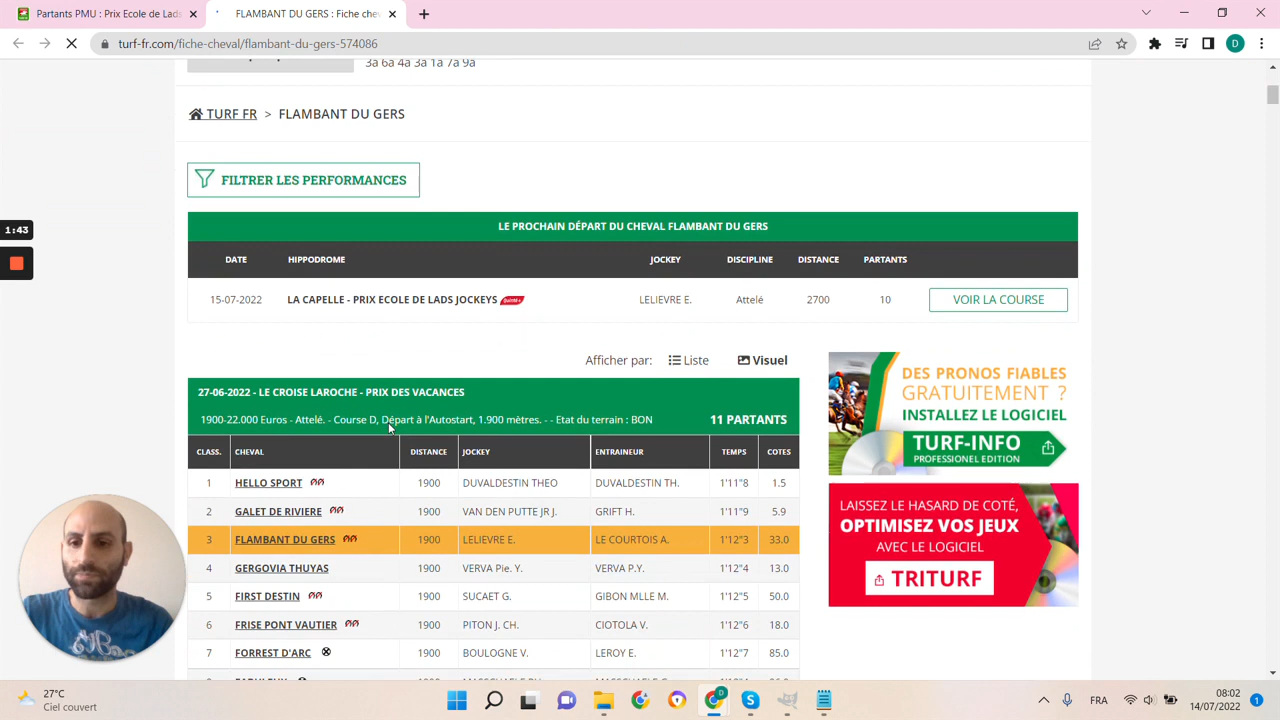 Partants PMU : Prix Ecole de Lad
FLAMBANT DU GERS : Fiche chev
turf-fr.com/fiche-cheval/flambant-du-gers-574086
D
3a 6a 4a 3a 1a 7a 9a
TURF FR > FLAMBANT DU GERS
FILTRER LES PERFORMANCES
1:43
LE PROCHAIN DÉPART DU CHEVAL FLAMBANT DU GERS
DATE HIPPODROME JOCKEY DISCIPLINE DISTANCE PARTANTS
15-07-2022 LA CAPELLE - PRIX ECOLE DE LADS JOCKEYS Quinté+ LELIEVRE E. Attelé 2700 10 VOIR LA COURSE
Afficher par: Liste Visuel
27-06-2022 - LE CROISE LAROCHE - PRIX DES VACANCES
1900-22.000 Euros - Attelé. - Course D, Départ à l'Autostart, 1.900 mètres. - - Etat du terrain : BON 11 PARTANTS
CLASS. CHEVAL DISTANCE JOCKEY ENTRAINEUR TEMPS COTES
HELLO SPORT 1900 DUVALDESTIN THEO DUVALDESTIN TH. 1'11"8 1.5
1900 VAN DEN PUTTE JR J. GRIFT H. 1'11"9 5.9
FLAMBANT DU GERS 1900 LELIEVRE E. LE COURTOIS A. 1'12"3 33.0
4 GERGOVIA THUYAS 1900 VERVA Pie. Y. VERVA P.Y. 1'12"4 13.0
5 FIRST DESTIN 1900 SUCAET G. GIBON MLLE M. 1'12"5 50.0
6 FRISE PONT VAUTIER 1900 PITON J. CH. CIOTOLA V. 1'12"6 18.0
7 FORREST D'ARC 1900 BOULOGNE V. LEROY E. 1'12"7 85.0
DES PRONOS FIABLES
GRATUITEMENT ?
INSTALLEZ LE LOGICIEL
TURF-INFO
PROFESSIONEL EDITION
LAISSEZ LE HASARD DE COTÉ,
OPTIMISEZ VOS JEUX
AVEC LE LOGICIEL
TRITURF
27°C
Ciel couvert
FRA
08:02
14/07/2022
1